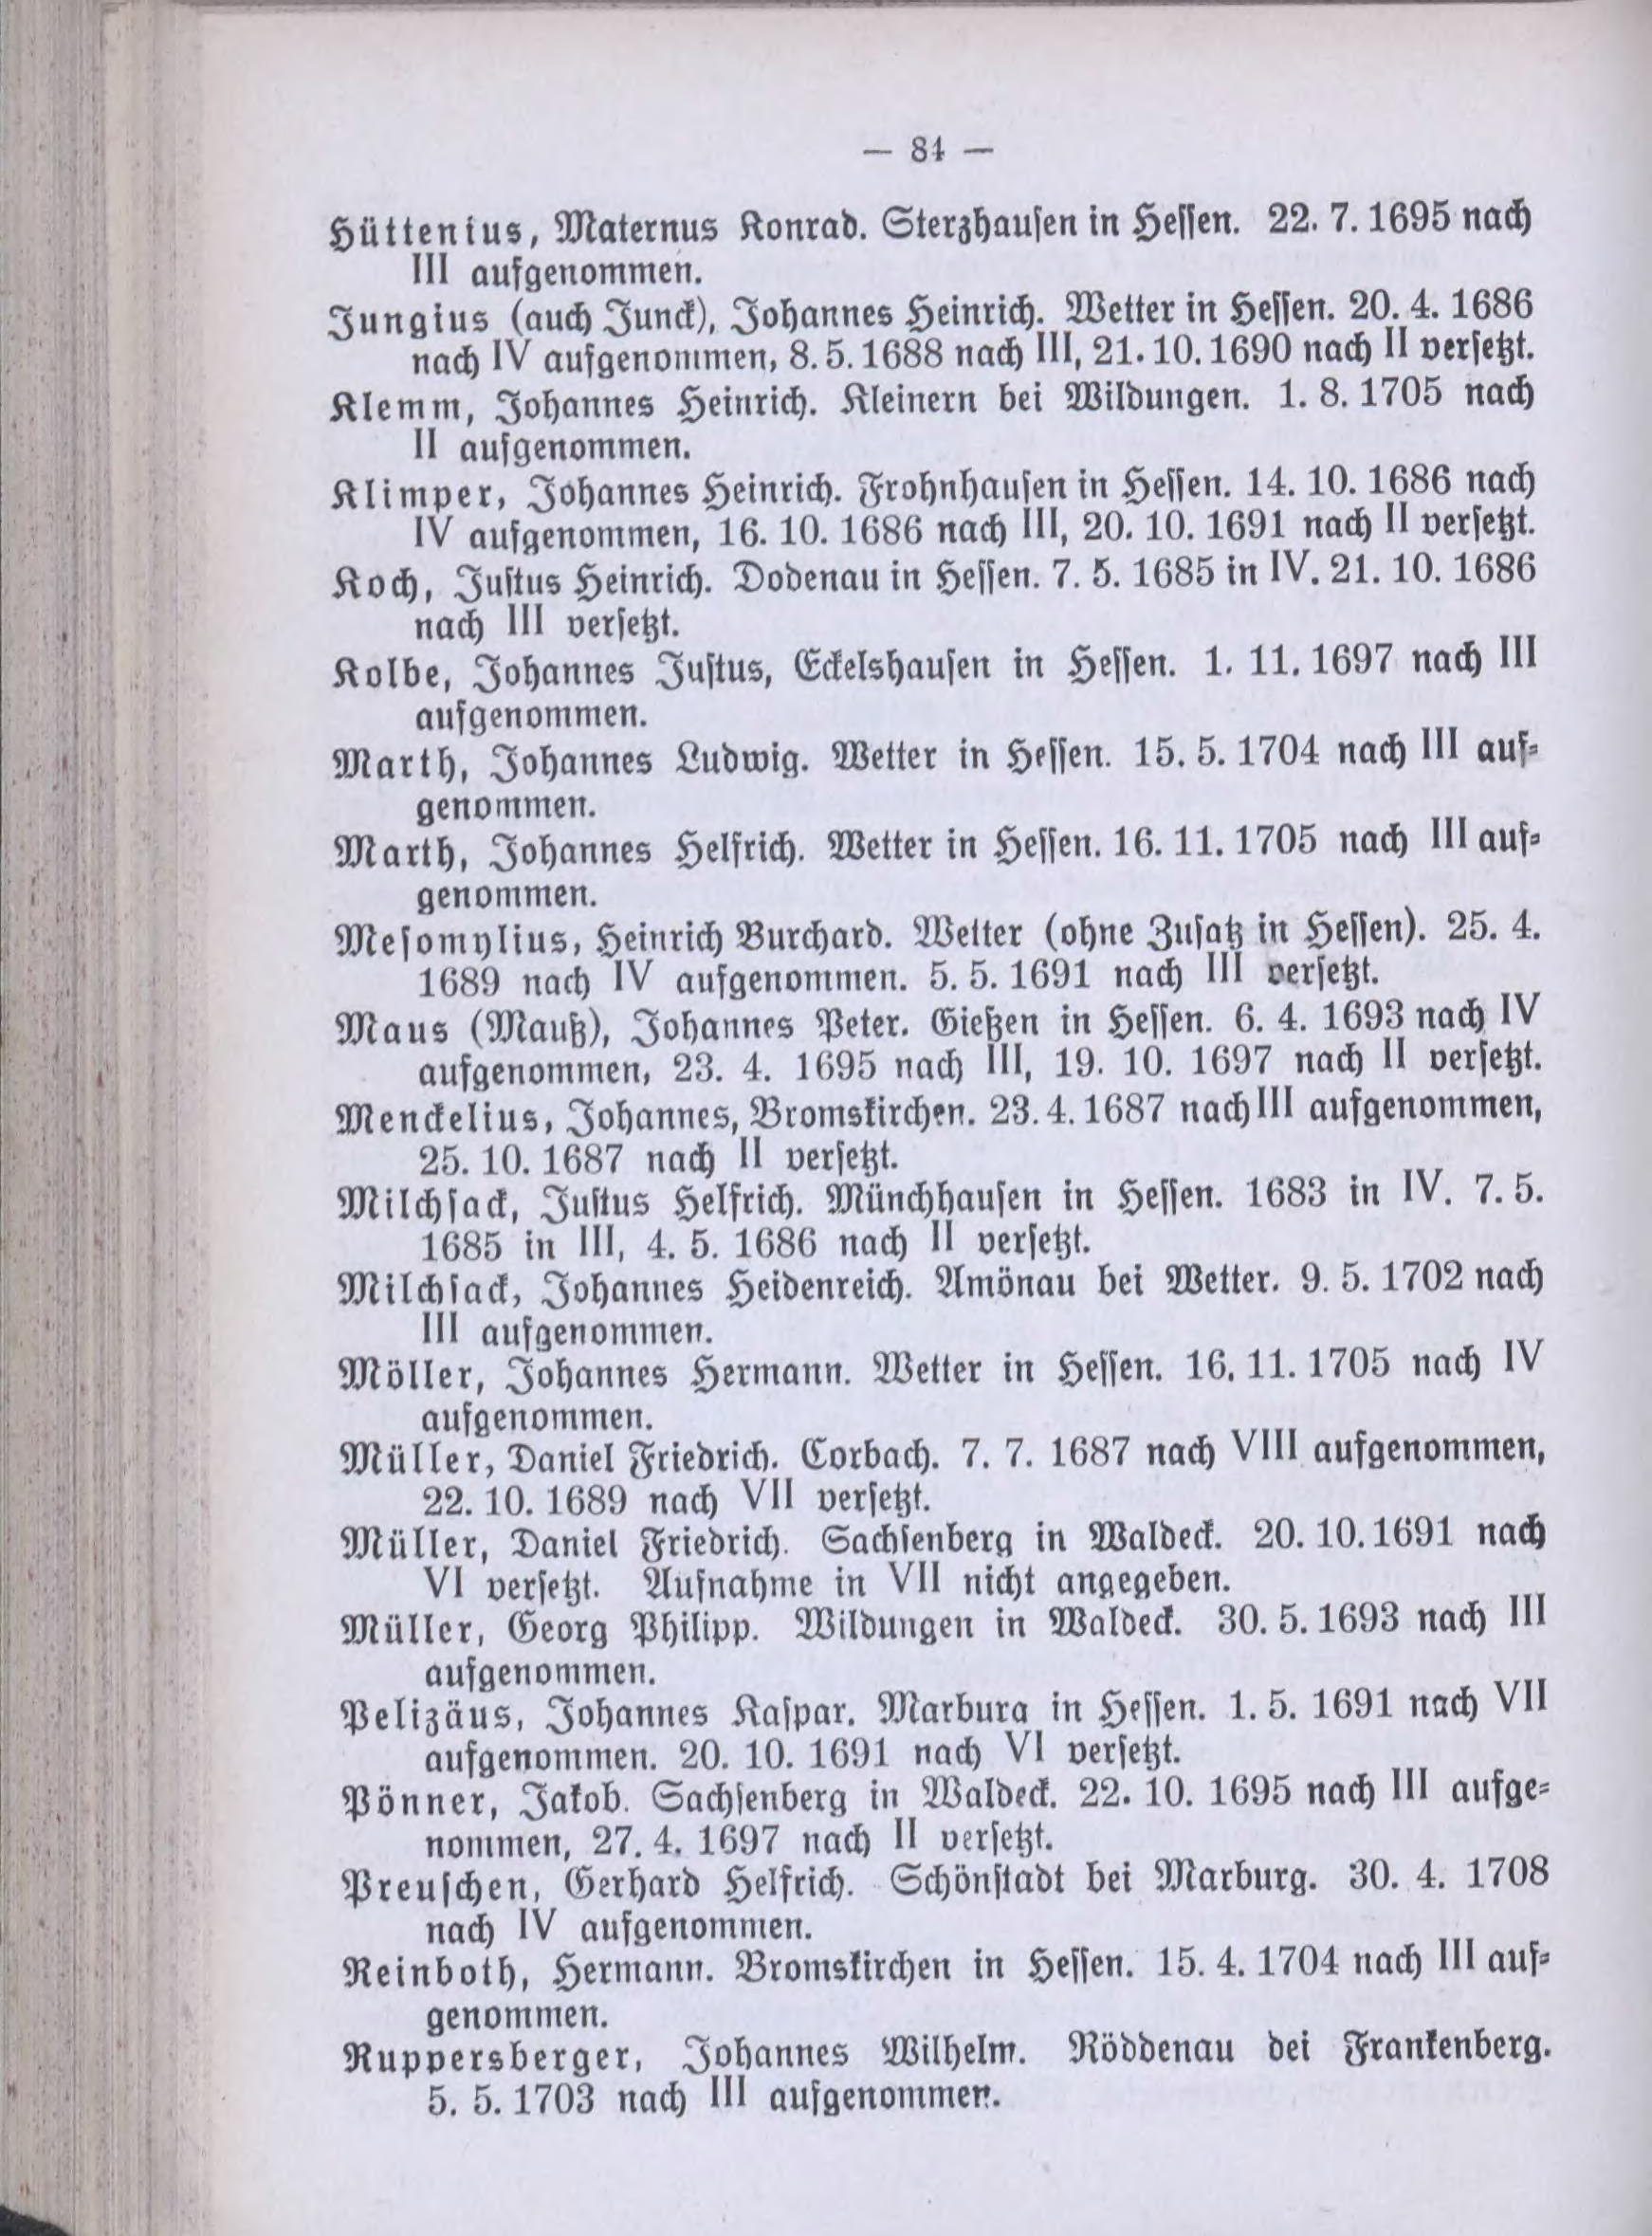 — 84 —
Hüttenius, Maternus Konrad. Sterzhausen in Hessen. 22. 7. 1695 nach
III aufgenommen.
Jungius (auch Junck), Johannes Heinrich. Wetter in Hessen. 20. 4. 1686
nach IV aufgenommen, 8. 5. 1688 nach III, 21. 10. 1690 nach II versetzt.
Klemm, Johannes Heinrich. Kleinern bei Wildungen. 1. 8. 1705 nach
II aufgenommen.
Klimper, Johannes Heinrich. Frohnhausen in Hessen. 14. 10. 1686 nach
IV aufgenommen, 16. 10. 1686 nach III, 20. 10. 1691 nach II versetzt.
Koch, Justus Heinrich. Dodenau in Hessen. 7. 5. 1685 in IV. 21. 10. 1686
nach III versetzt.
Kolbe, Johannes Justus, Eckelshausen in Hessen. 1. 11. 1697 nach III
aufgenommen.
Marth, Johannes Ludwig. Wetter in Hessen. 15. 5. 1704 nach III auf-
genommen.
Marth, Johannes Helfrich. Wetter in Hessen. 16. 11. 1705 nach III auf-
genommen.
Mesomylius, Heinrich Burchard. Wetter (ohne Zusatz in Hessen). 25. 4.
1689 nach IV aufgenommen. 5. 5. 1691 nach III versetzt.
Maus (Mauß), Johannes Peter. Gießen in Hessen. 6. 4. 1693 nach IV
aufgenommen, 23. 4. 1695 nach III, 19. 10. 1697 nach II versetzt.
Menckelius, Johannes, Bromskirchen. 23. 4. 1687 nach III aufgenommen,
25. 10. 1687 nach II versetzt.
Milchsack, Justus Helfrich. Münchhausen in Hessen. 1683 in IV. 7. 5.
1685 in III, 4. 5. 1686 nach II versetzt.
Milchsack, Johannes Heidenreich. Amönau bei Wetter. 9. 5. 1702 nach
III aufgenommen.
Möller, Johannes Hermann. Wetter in Hessen. 16. 11. 1705 nach IV
aufgenommen.
Müller, Daniel Friedrich. Corbach. 7. 7. 1687 nach VIII aufgenommen,
22. 10. 1689 nach VII versetzt.
Müller, Daniel Friedrich. Sachsenberg in Waldeck. 20. 10. 1691 nach
VI versetzt. Aufnahme in VII nicht angegeben.
Müller, Georg Philipp. Wildungen in Waldeck. 30. 5. 1693 nach III
aufgenommen.
Pelizäus, Johannes Kaspar. Marburg in Hessen. 1. 5. 1691 nach VII
aufgenommen. 20. 10. 1691 nach VI versetzt.
Pönner, Jakob. Sachsenberg in Waldeck. 22. 10. 1695 nach III aufge-
nommen, 27. 4. 1697 nach II versetzt.
Preuschen, Gerhard Helfrich. Schönstadt bei Marburg. 30. 4. 1708
nach IV aufgenommen.
Reinboth, Hermann. Bromskirchen in Hessen. 15. 4. 1704 nach III auf-
genommen.
Ruppersberger, Johannes Wilhelm. Röddenau dei Frankenberg.
5. 5. 1703 nach III aufgenommen.